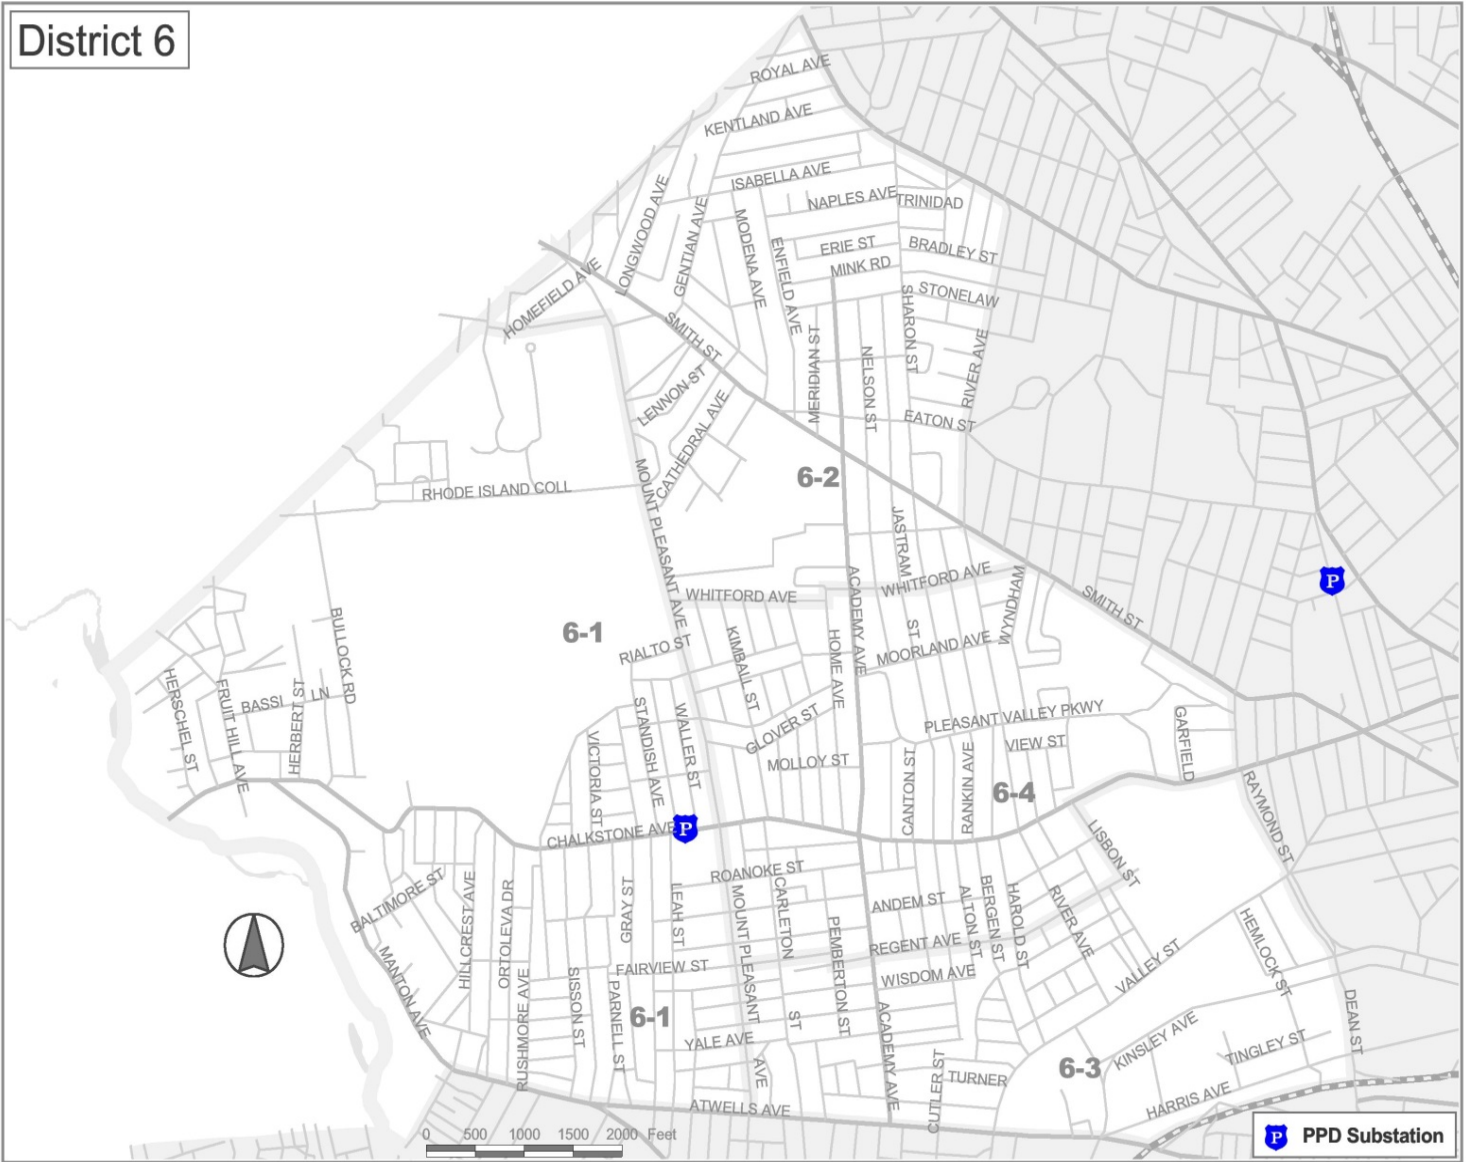 District 6
ROYAL AVE
KENTLAND AVE
ISABELLA AVE
NAPLES AVE
TRINIDAD
LONGWOOD AVE
GENTIAN AVE
MODENA AVE
ENFIELD AVE
ERIE ST
BRADLEY ST
MINK RD
HOMEFIELD AVE
STONELAW
SHARON ST
SMITH ST
MERIDIAN ST
NELSON ST
RIVER AVE
LENNON ST
CATHEDRAL AVE
EATON ST
6-2
MOUNT PLEASANT AVE
RHODE ISLAND COLL
JASTRAM
ST
ACADEMY AVE
WHITFORD AVE
WHITFORD AVE
WYNDHAM
SMITH ST
P
6-1
BULLOCK RD
RIALTO ST
KIMBALL ST
HOME AVE
MOORLAND AVE
HERSCHEL ST
FRUIT HILL AVE
BASSI LN
HERBERT ST
STANDISH AVE
WALLER ST
VICTORIA ST
GLOVER ST
PLEASANT VALLEY PKWY
GARFIELD
VIEW ST
MOLLOY ST
CANTON ST
RANKIN AVE
6-4
RAYMOND ST
CHALKSTONE AVE
P
LISBON ST
ROANOKE ST
BALTIMORE ST
HILLCREST AVE
ORTOLEVA DR
GRAY ST
LEAH ST
MOUNT PLEASANT
AVE
CARLETON
ST
PEMBERTON ST
ANDEM ST
ALTON ST
BERGEN ST
HAROLD ST
RIVER AVE
REGENT AVE
HEMLOCK ST
MANTON AVE
RUSHMORE AVE
SISSON ST
FAIRVIEW ST
PARNELL ST
WISDOM AVE
VALLEY ST
6-1
YALE AVE
ACADEMY AVE
KINSLEY AVE
DEAN ST
TINGLEY ST
CUTLER ST
TURNER
6-3
HARRIS AVE
ATWELLS AVE
0 500 1000 1500 2000 Feet
P PPD Substation